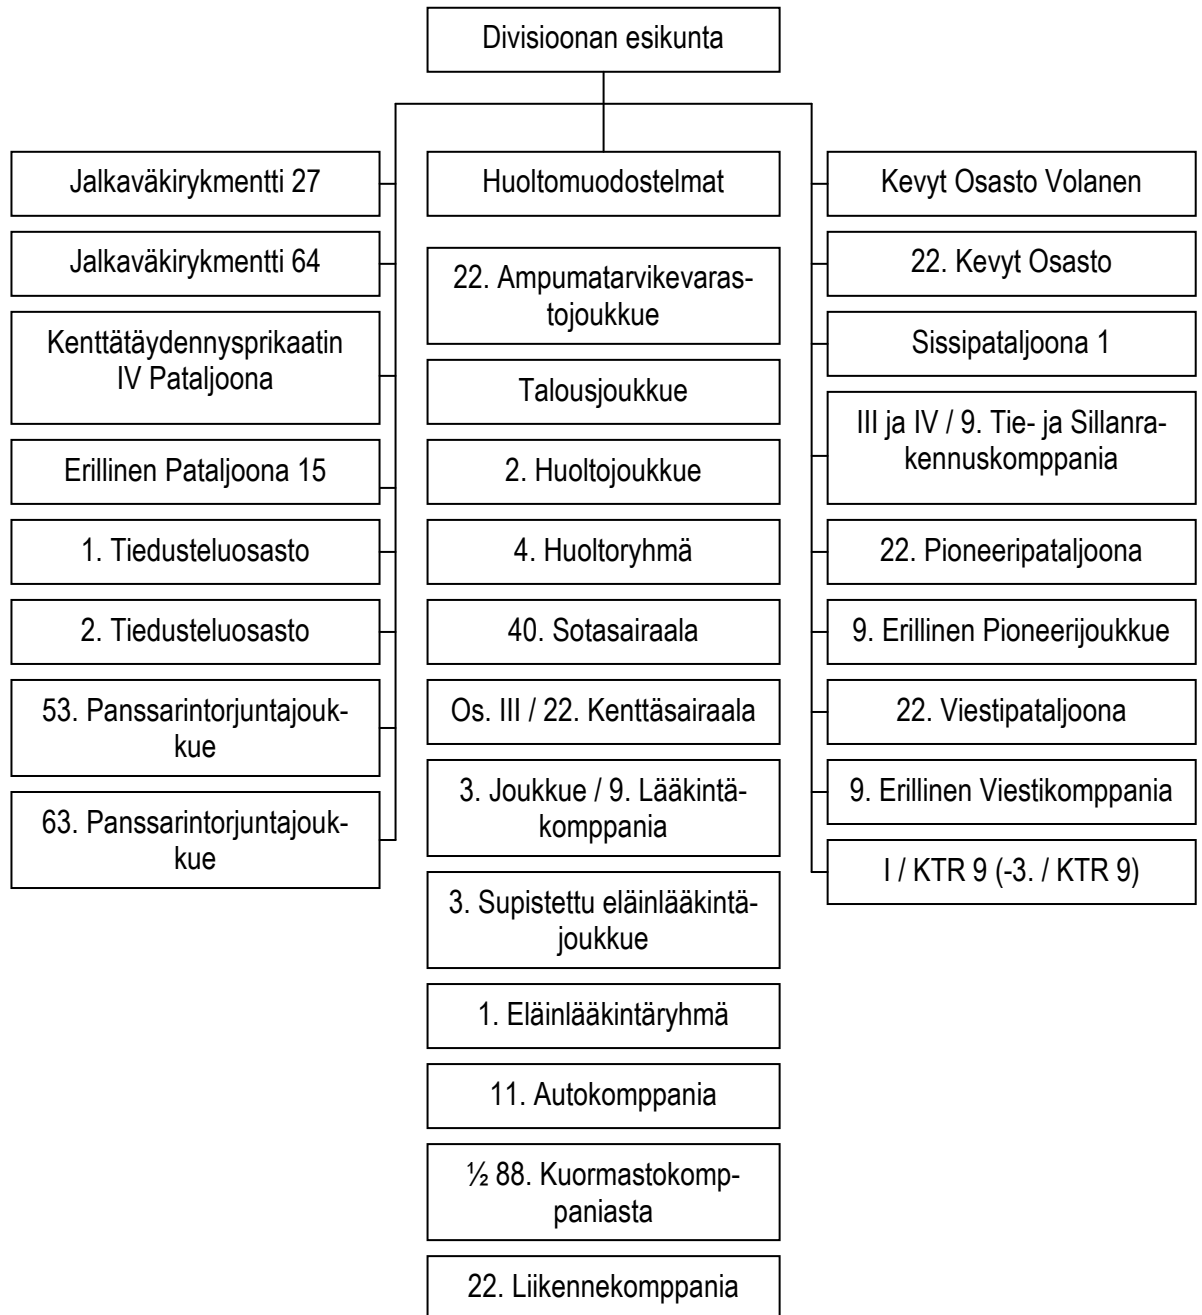 Divisioonan esikunta
Jalkaväkirykmentti 27
Jalkaväkirykmentti 64
Kenttätäydennysprikaatin
IV Pataljoona
Erillinen Pataljoona 15
1. Tiedusteluosasto
2. Tiedusteluosasto
53. Panssarintorjuntajouk-
kue
63. Panssarintorjuntajouk-
kue
Huoltomuodostelmat
22. Ampumatarvikevaras-
tojoukkue
Talousjoukkue
2. Huoltojoukkue
4. Huoltoryhmä
40. Sotasairaala
Os. III / 22. Kenttäsairaala
3. Joukkue / 9. Lääkintä-
komppania
3. Supistettu eläinlääkintä-
joukkue
1. Eläinlääkintäryhmä
11. Autokomppania
½ 88. Kuormastokomp-
paniasta
22. Liikennekomppania
Kevyt Osasto Volanen
22. Kevyt Osasto
Sissipataljoona 1
III ja IV / 9. Tie- ja Sillanra-
kennuskomppania
22. Pioneeripataljoona
9. Erillinen Pioneerijoukkue
22. Viestipataljoona
9. Erillinen Viestikomppania
I / KTR 9 (-3. / KTR 9)